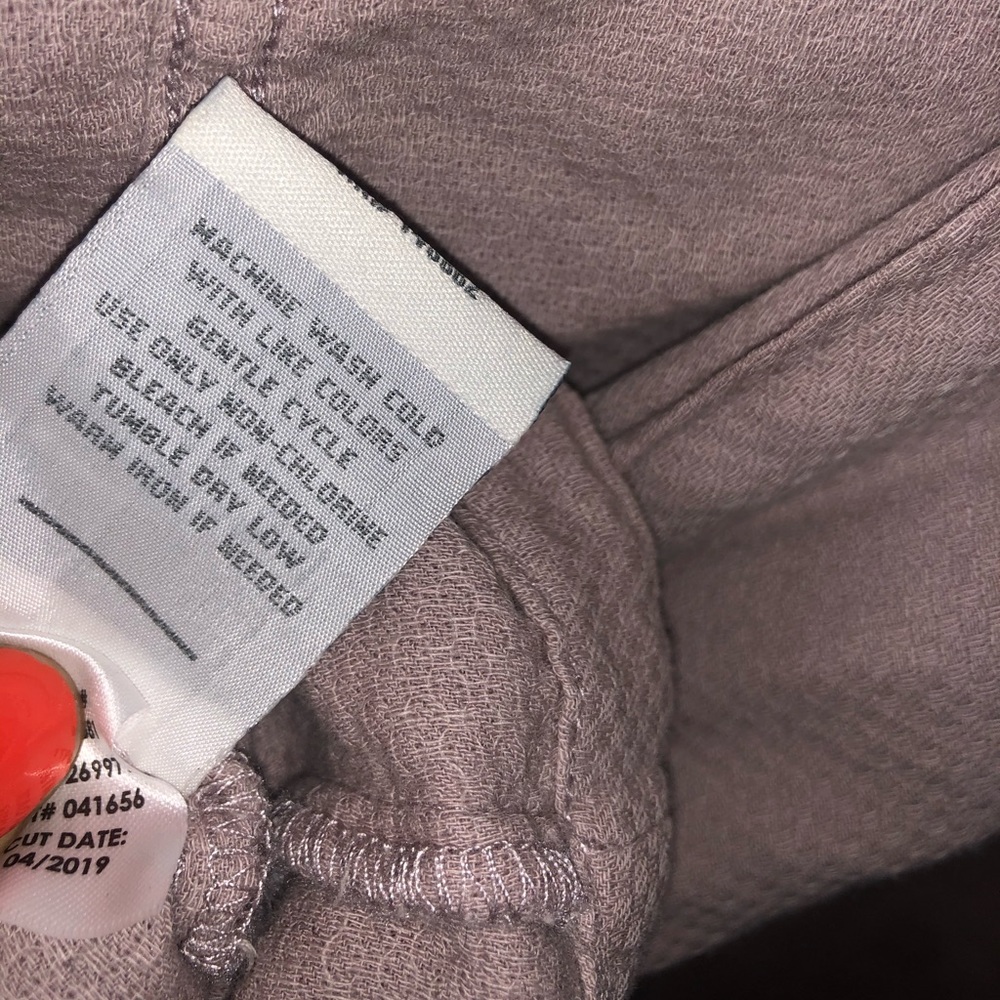 MACHINE WASH COLD
WITH LIKE COLORS
GENTLE CYCLE
USE ONLY NON-CHLORINE
BLEACH IF NEEDED
TUMBLE DRY LOW
WARM IRON IF NEEDED
# 041656
CUT DATE:
04/2019